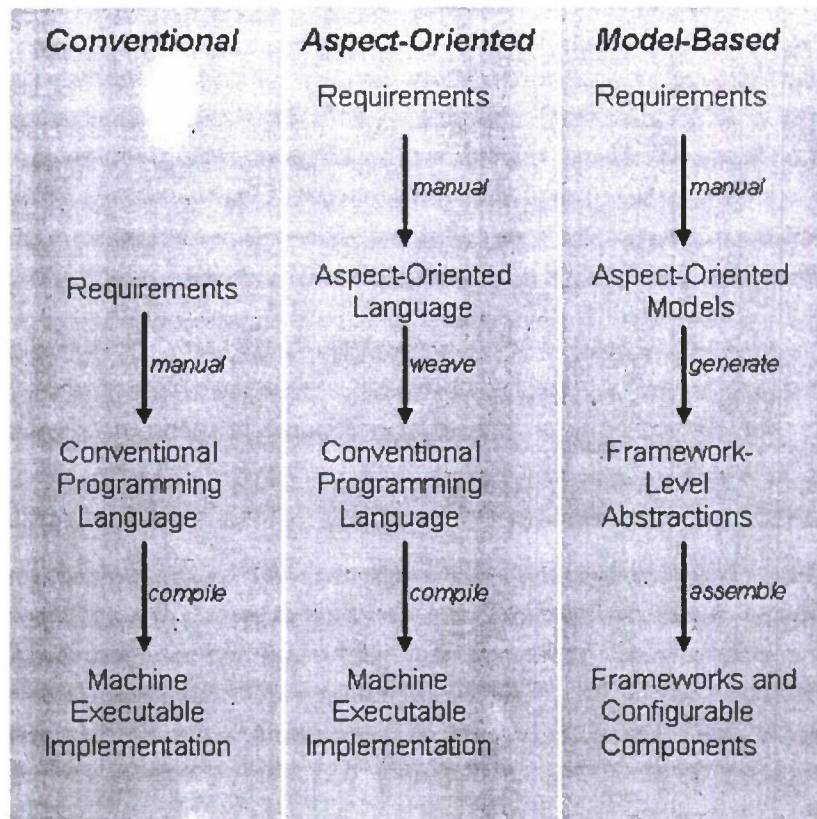 Conventional
Requirements
manual
Conventional
Programming
Language
compile
Machine
Executable
Implementation
Aspect-Oriented
Requirements
manual
Aspect-Oriented
Language
weave
Conventional
Programming
Language
compile
Machine
Executable
Implementation
Model-Based
Requirements
manual
Aspect-Oriented
Models
generate
Framework-
Level
Abstractions
assemble
Frameworks and
Configurable
Components